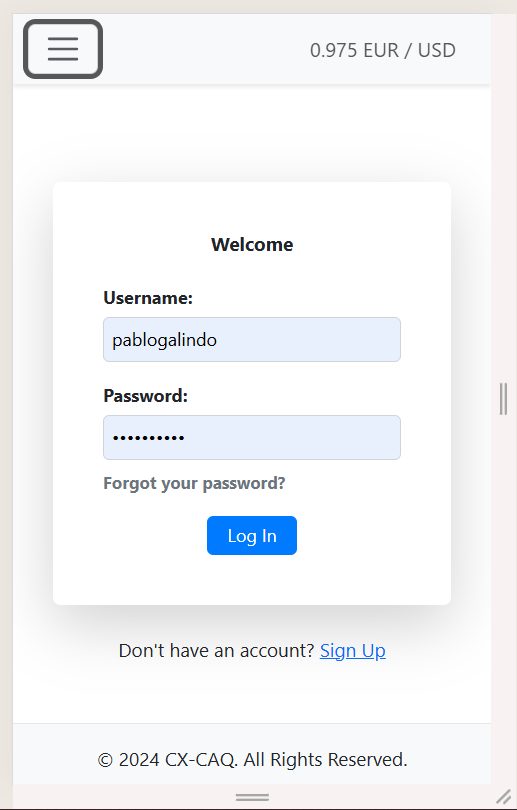 0.975 EUR / USD
Welcome
Username:
pablogalindo
Password:
••••••••••
Forgot your password?
Log In
Don't have an account? Sign Up
© 2024 CX-CAQ. All Rights Reserved.